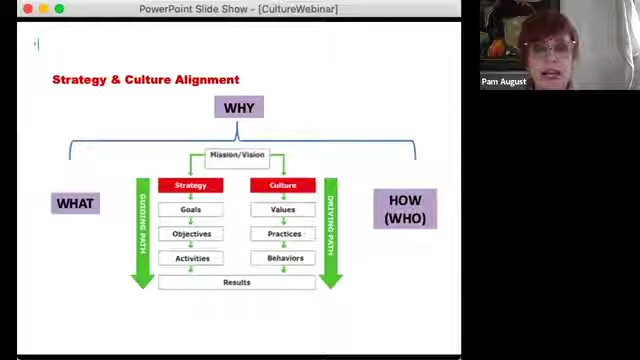 PowerPoint Slide Show - [CultureWebinar]
Pam August
Strategy & Culture Alignment
WHY
Mission/Vision
Strategy
Culture
WHAT
HOW
(WHO)
GUIDING PATH
DRIVING PATH
Goals
Values
Objectives
Practices
Activities
Behaviors
Results